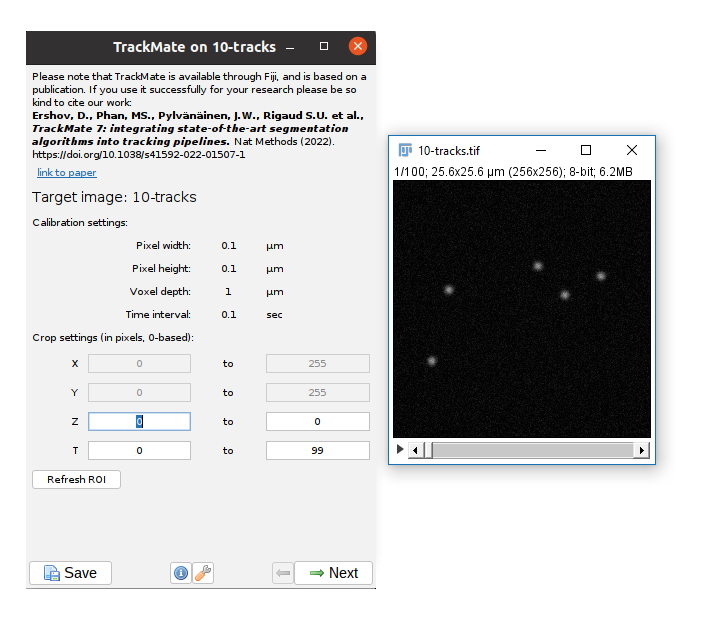 TrackMate on 10-tracks
Please note that TrackMate is available through Fiji, and is based on a
publication. If you use it successfully for your research please be so
kind to cite our work:
Ershov, D., Phan, MS., Pylvänäinen, J.W., Rigaud S.U. et al.,
TrackMate 7: integrating state-of-the-art segmentation
algorithms into tracking pipelines. Nat Methods (2022).
https://doi.org/10.1038/s41592-022-01507-1
link to paper
Target image: 10-tracks
Calibration settings:
Pixel width: 0.1 µm
Pixel height: 0.1 µm
Voxel depth: 1 µm
Time interval: 0.1 sec
Crop settings (in pixels, 0-based):
X 0 to 255
Y 0 to 255
Z 0 to 0
T 0 to 99
Refresh ROI
Save
Next
10-tracks.tif
1/100; 25.6x25.6 µm (256x256); 8-bit; 6.2MB